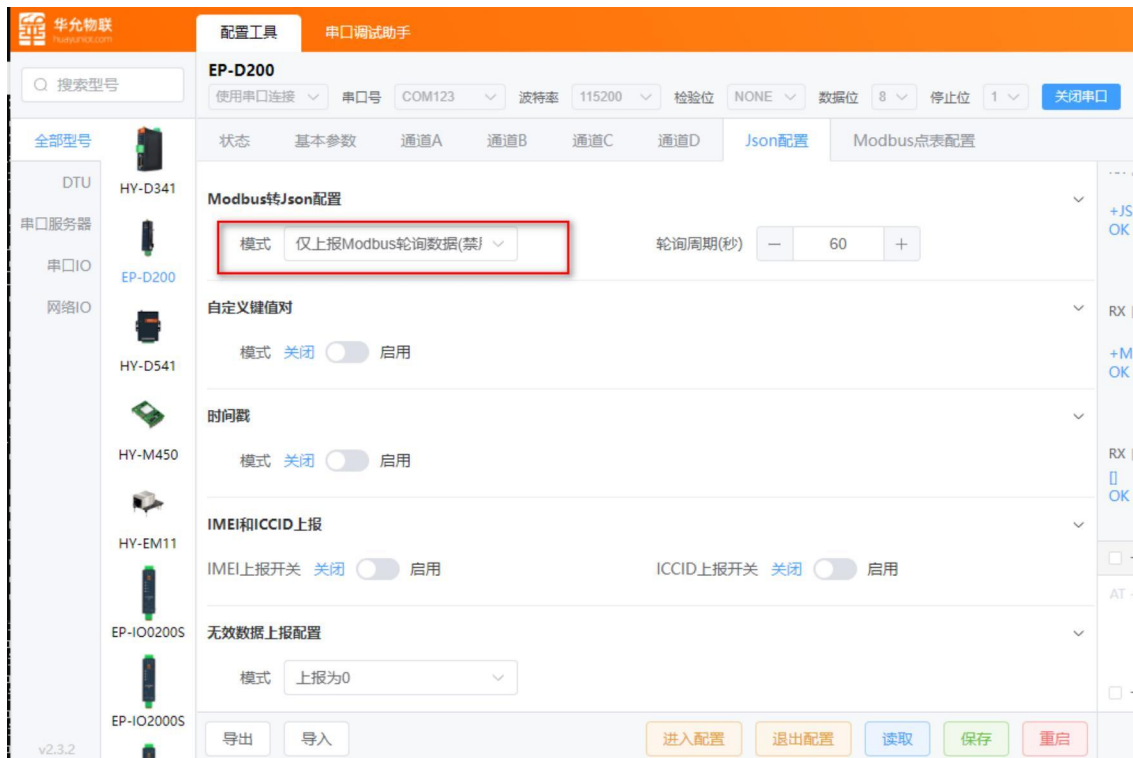 华允物联
huayuniot.com
配置工具
串口调试助手
搜索型号
EP-D200
使用串口连接
串口号
COM123
波特率
115200
检验位
NONE
数据位
8
停止位
1
关闭串口
全部型号
DTU
串口服务器
串口IO
网络IO
v2.3.2
HY-D341
EP-D200
HY-D541
HY-M450
HY-EM11
EP-IO0200S
EP-IO2000S
状态
基本参数
通道A
通道B
通道C
通道D
Json配置
Modbus点表配置
Modbus转Json配置
模式
仅上报Modbus轮询数据(禁
轮询周期(秒)
60
自定义键值对
模式 关闭 启用
时间戳
模式 关闭 启用
IMEI和ICCID上报
IMEI上报开关 关闭 启用
ICCID上报开关 关闭 启用
无效数据上报配置
模式
上报为0
导出
导入
进入配置
退出配置
读取
保存
重启
+JS
OK
RX
+M
OK
RX
[]
OK
AT